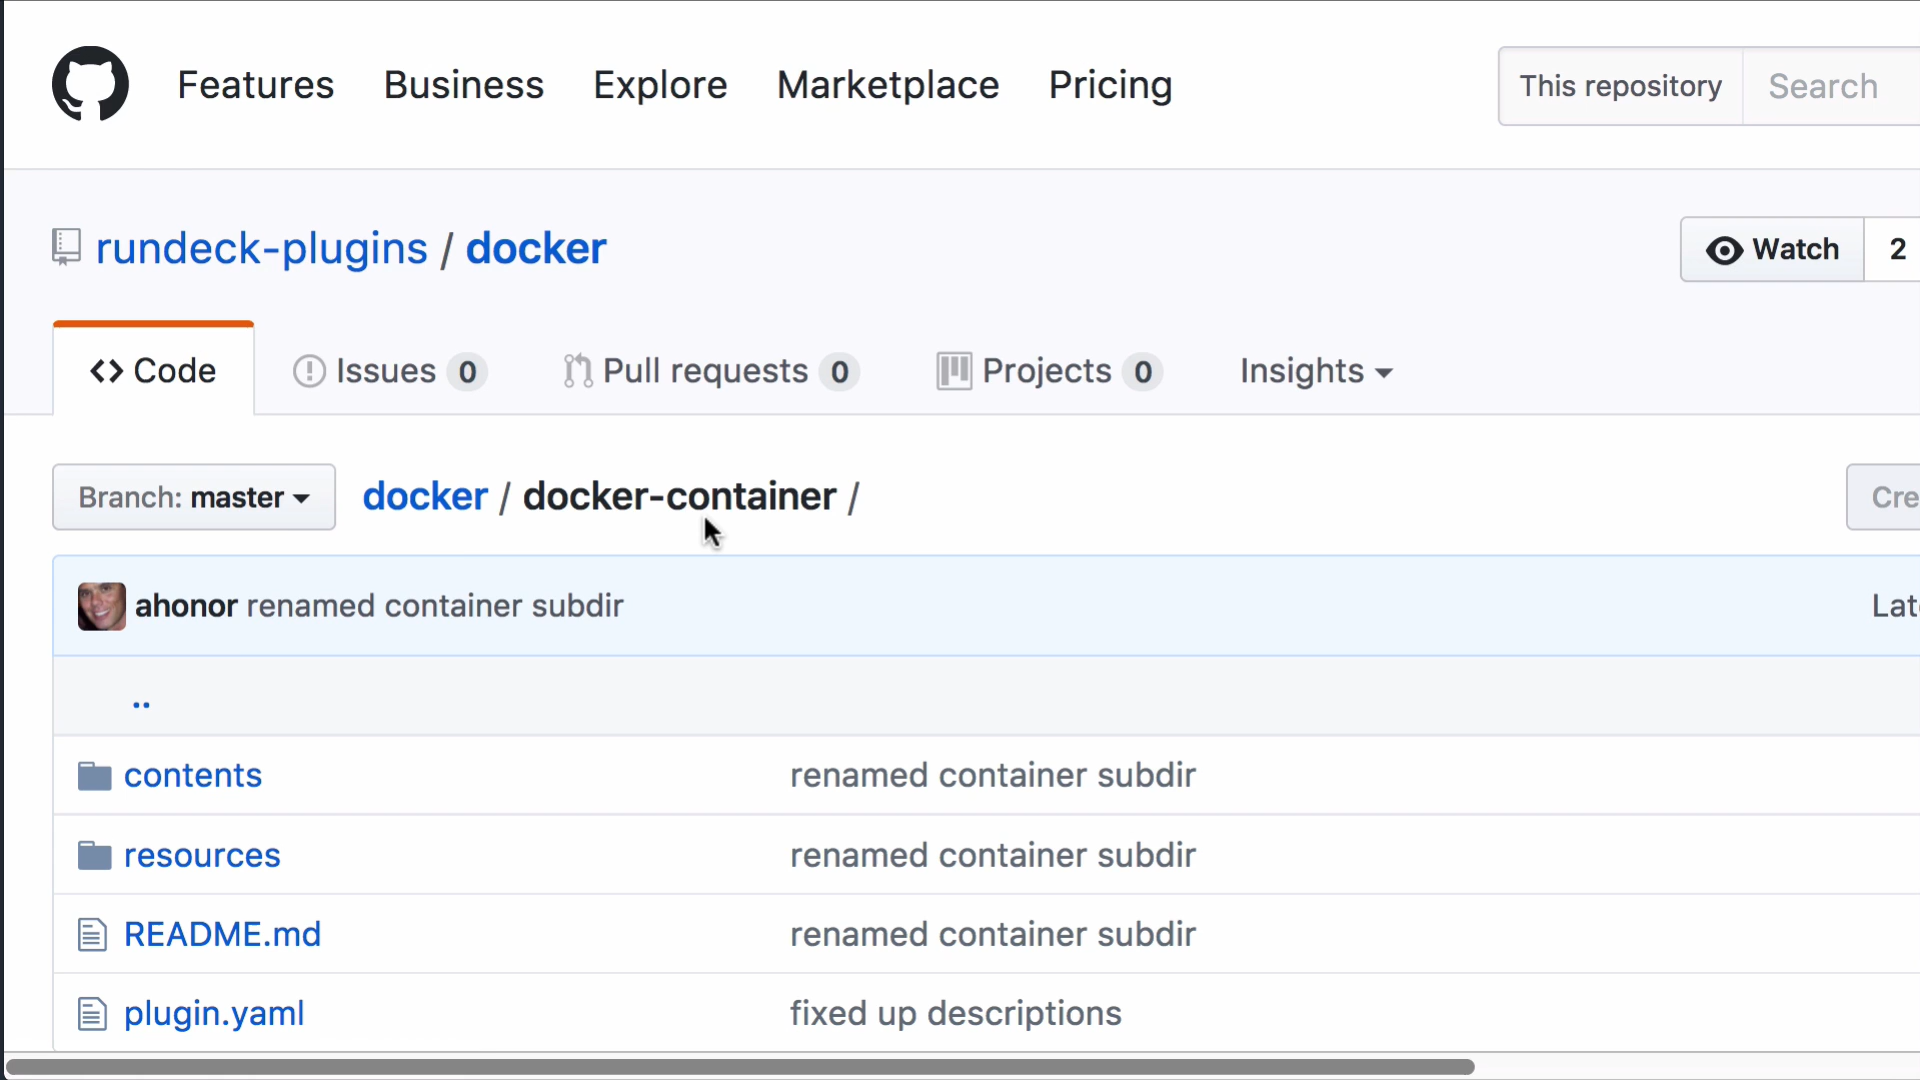 Features Business Explore Marketplace Pricing This repository Search
rundeck-plugins / docker Watch 2
Code Issues 0 Pull requests 0 Projects 0 Insights
Branch: master docker / docker-container / Cre
ahonor renamed container subdir Lat
..
contents renamed container subdir
resources renamed container subdir
README.md renamed container subdir
plugin.yaml fixed up descriptions